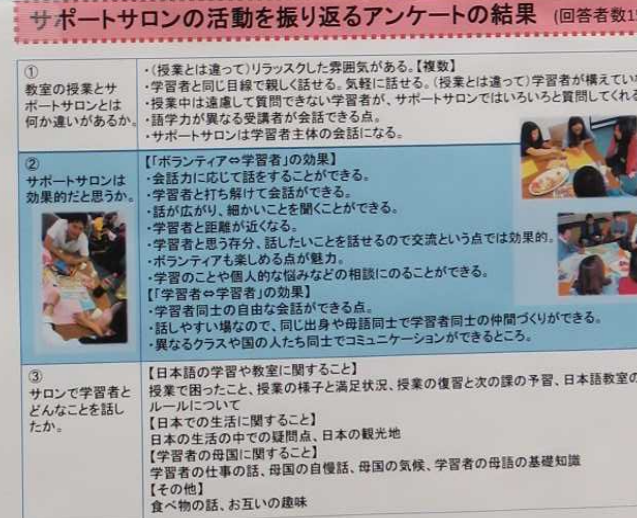 サポートサロンの活動を振り返るアンケートの結果 (回答者数1
①
教室の授業とサ
ポートサロンとは
何か違いがあるか。
・(授業とは違って)リラッスクした雰囲気がある。【複数】
・学習者と同じ目線で親しく話せる。気軽に話せる。(授業とは違って)学習者が構えていな
・授業中は遠慮して質問できない学習者が、サポートサロンではいろいろと質問してくれる
・語学力が異なる受講者が会話できる点。
・サポートサロンは学習者主体の会話になる。
②
サポートサロンは
効果的だと思うか。
【「ボランティア⇔学習者」の効果】
・会話力に応じて話をすることができる。
・学習者と打ち解けて会話ができる。
・話が広がり、細かいことを聞くことができる。
・学習者と距離が近くなる。
・学習者と思う存分、話したいことを話せるので交流という点では効果的。
・ボランティアも楽しめる点が魅力。
・学習のことや個人的な悩みなどの相談にのることができる。
【「学習者⇔学習者」の効果】
・学習者同士の自由な会話ができる点。
・話しやすい場なので、同じ出身や母語同士で学習者同士の仲間づくりができる。
・異なるクラスや国の人たち同士でコミュニケーションができるところ。
③
サロンで学習者と
どんなことを話し
たか。
【日本語の学習や教室に関すること】
授業で困ったこと、授業の様子と満足状況、授業の復習と次の課の予習、日本語教室の
ルールについて
【日本での生活に関すること】
日本の生活の中での疑問点、日本の観光地
【学習者の母国に関すること】
学習者の仕事の話、母国の自慢話、母国の気候、学習者の母語の基礎知識
【その他】
食べ物の話、お互いの趣味